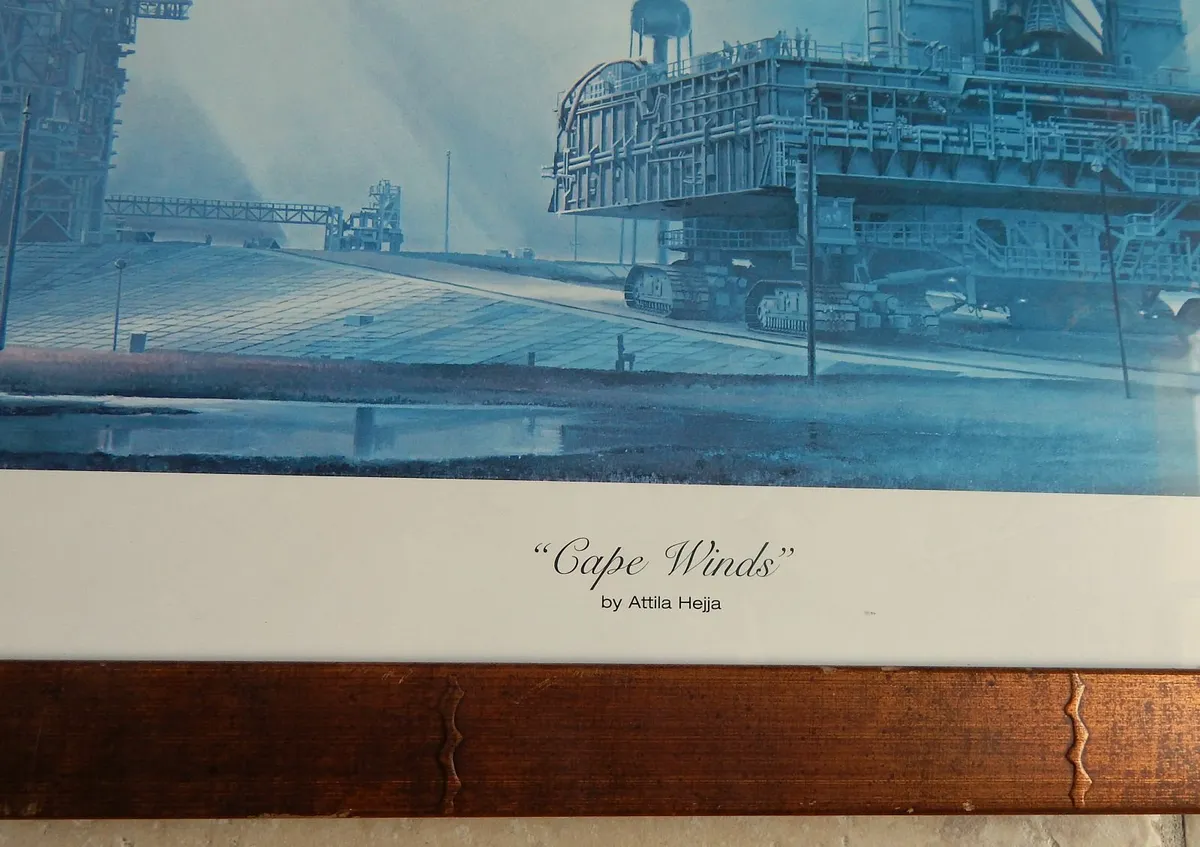 “Cape Winds”
by Attila Hejja